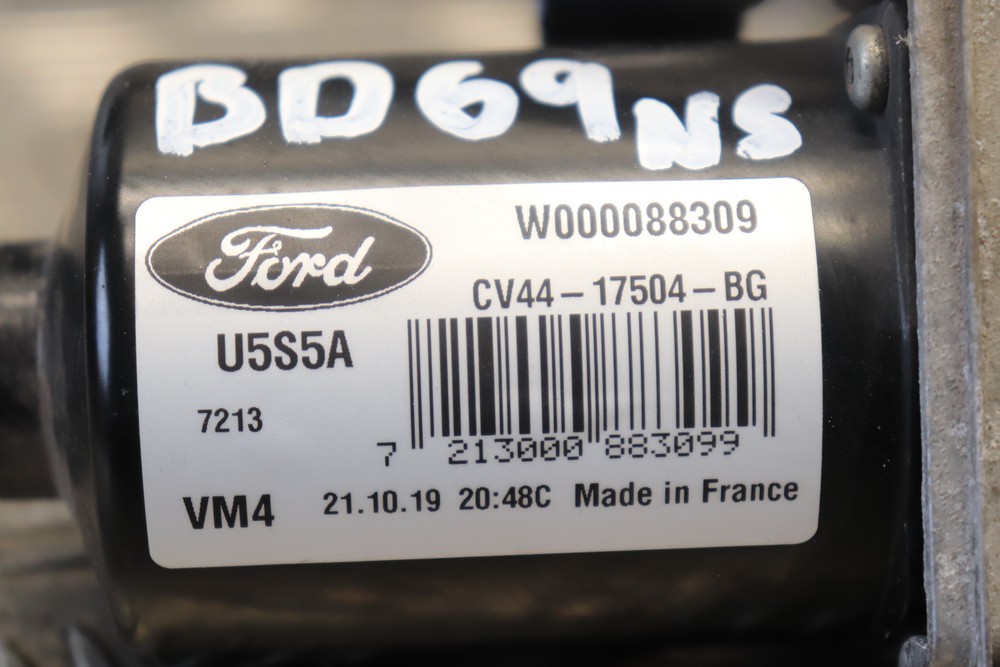 BD69 NS
Ford
W000088309
CV44-17504-BG
U5S5A
7213
7 213000 883099
VM4 21.10.19 20:48C Made in France